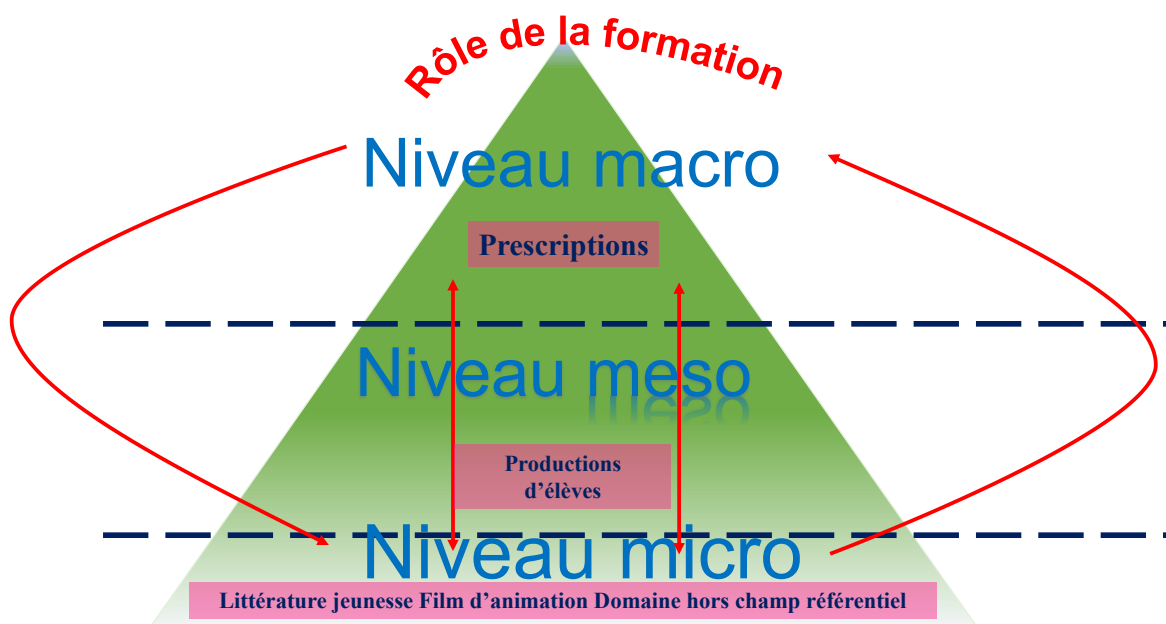 Rôle de la formation
Niveau macro
Prescriptions
Niveau meso
Productions
d’élèves
Niveau micro
Littérature jeunesse Film d’animation Domaine hors champ référentiel